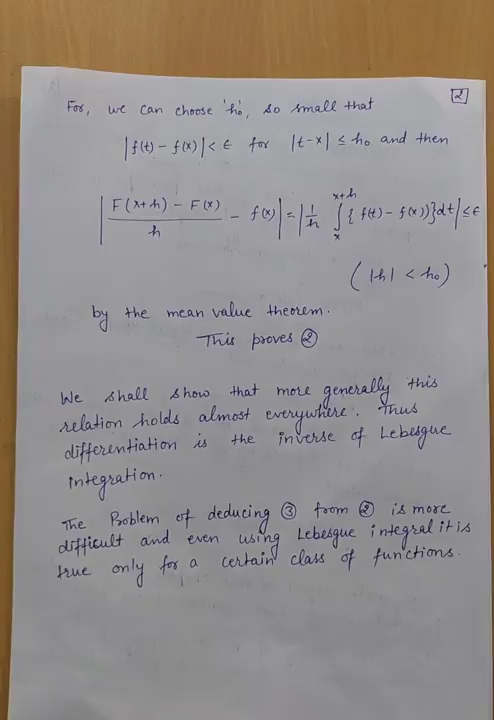 2
For, we can choose 'h₀', so small that
|f(t) - f(x)| < ϵ for |t-x| ≤ h₀ and then
| F(x+h) - F(x) / h - f(x) | = | 1/h ∫ₓˣ⁺ʰ { f(t) - f(x))} dt | ≤ ϵ
( |h| < h₀ )
by the mean value theorem.
This proves ②
We shall show that more generally this
relation holds almost everywhere. Thus
differentiation is the inverse of Lebesgue
integration.
The Problem of deducing ③ from ② is more
difficult and even using Lebesgue integral it is
true only for a certain class of functions.